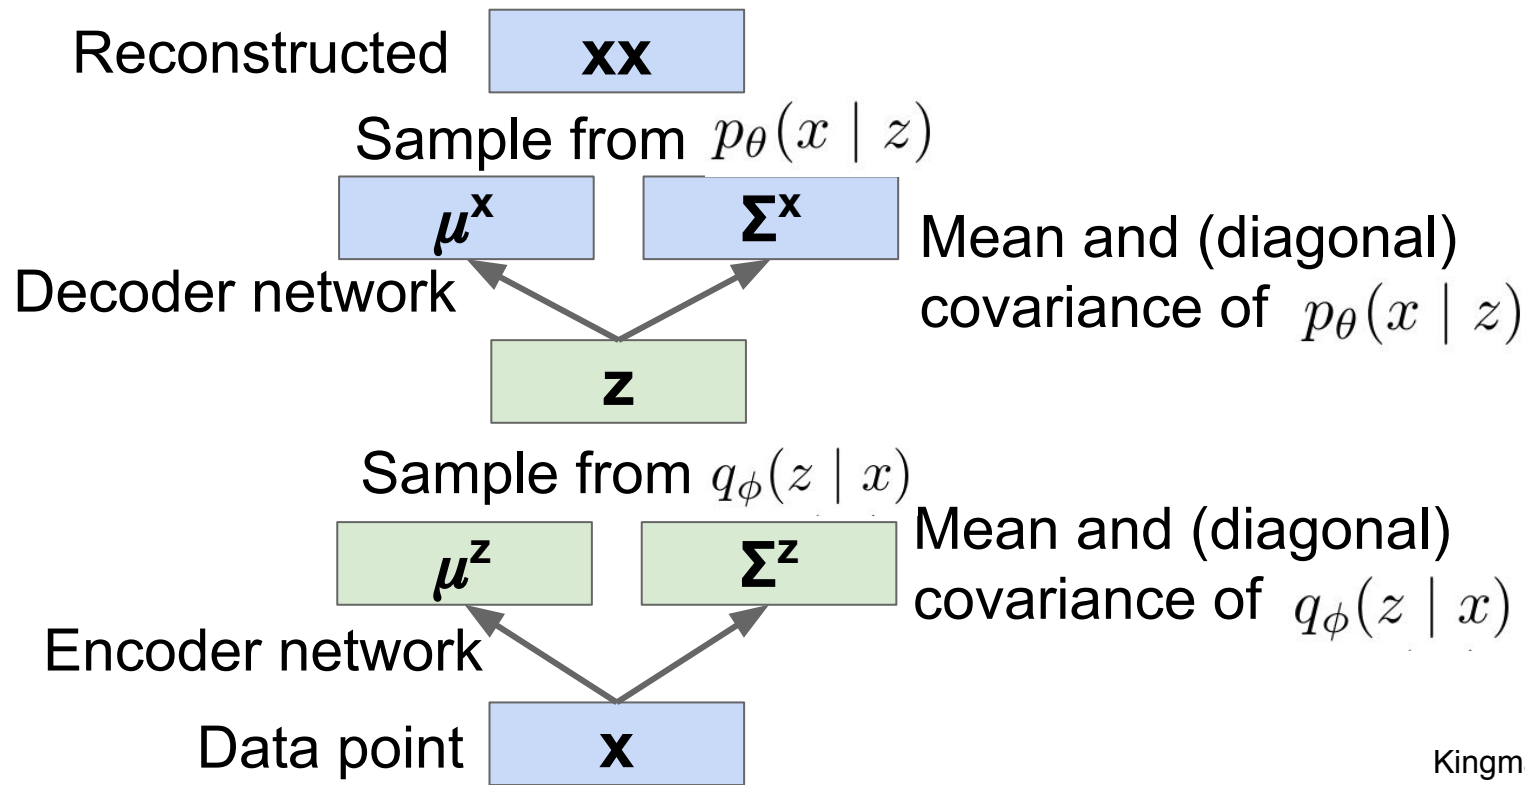 Reconstructed xx
Sample from pθ(x | z)
μˣ Σˣ
Mean and (diagonal)
covariance of pθ(x | z)
Decoder network
z
Sample from qϕ(z | x)
μᶻ Σᶻ
Mean and (diagonal)
covariance of qϕ(z | x)
Encoder network
Data point x
Kingm